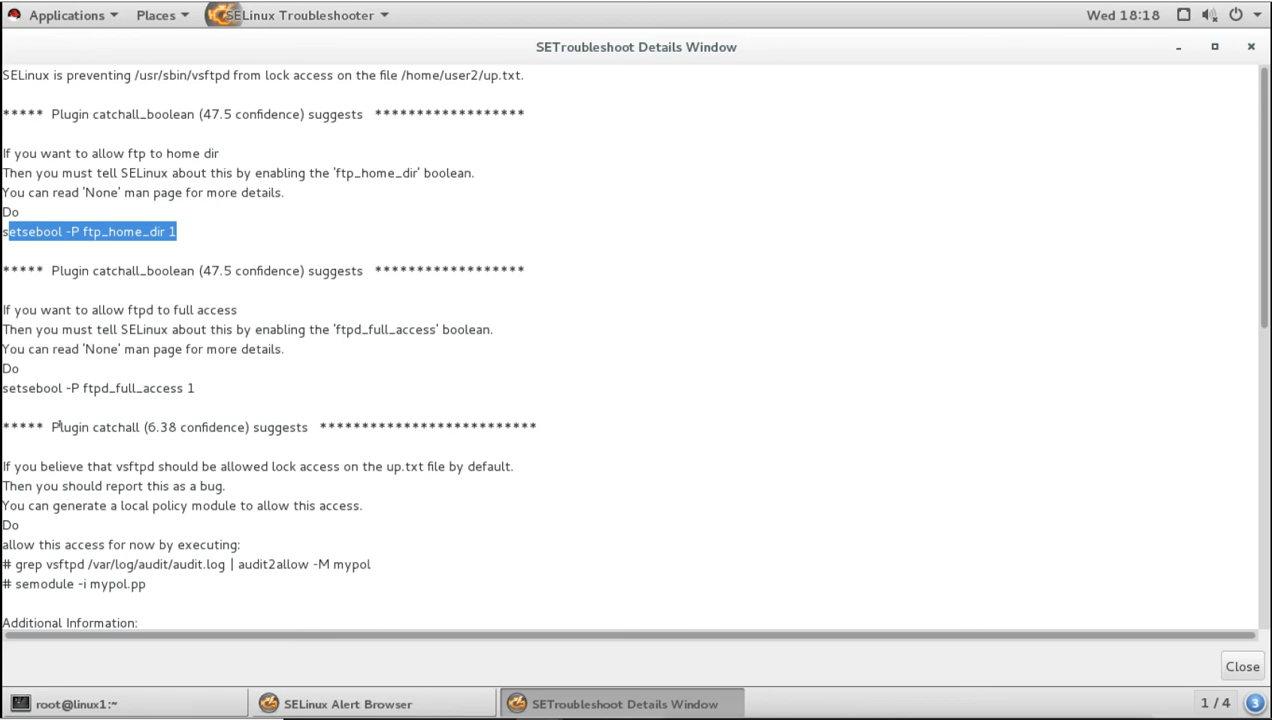 Applications Places SELinux Troubleshooter Wed 18:18
SETroubleshoot Details Window
SELinux is preventing /usr/sbin/vsftpd from lock access on the file /home/user2/up.txt.
***** Plugin catchall_boolean (47.5 confidence) suggests ******************
If you want to allow ftp to home dir
Then you must tell SELinux about this by enabling the 'ftp_home_dir' boolean.
You can read 'None' man page for more details.
Do
setsebool -P ftp_home_dir 1
***** Plugin catchall_boolean (47.5 confidence) suggests ******************
If you want to allow ftpd to full access
Then you must tell SELinux about this by enabling the 'ftpd_full_access' boolean.
You can read 'None' man page for more details.
Do
setsebool -P ftpd_full_access 1
***** Plugin catchall (6.38 confidence) suggests **************************
If you believe that vsftpd should be allowed lock access on the up.txt file by default.
Then you should report this as a bug.
You can generate a local policy module to allow this access.
Do
allow this access for now by executing:
# grep vsftpd /var/log/audit/audit.log | audit2allow -M mypol
# semodule -i mypol.pp
Additional Information:
Close
root@linux1:~ SELinux Alert Browser SETroubleshoot Details Window 1 / 4 3